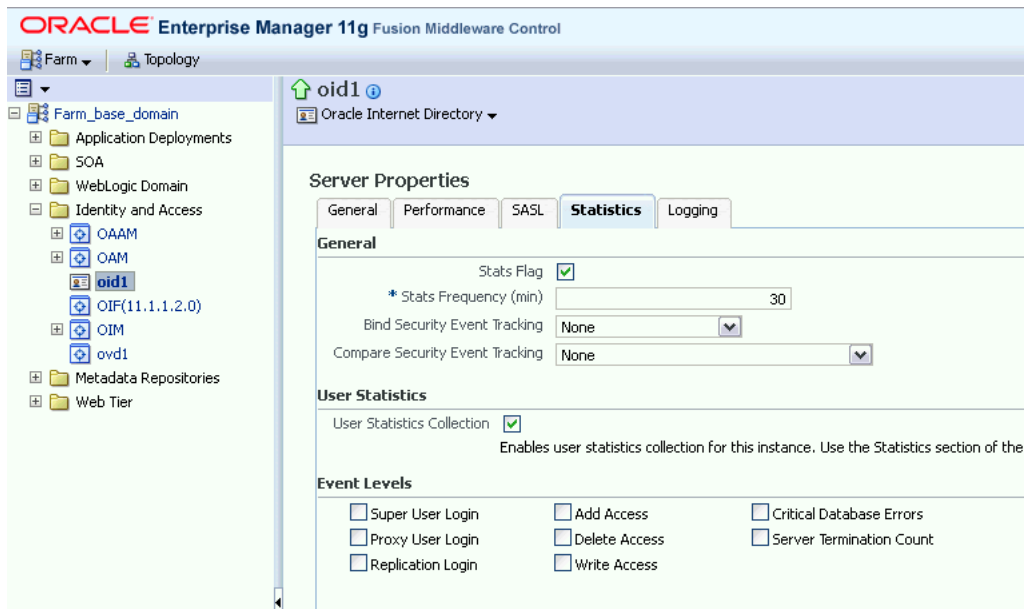 ORACLE Enterprise Manager 11g Fusion Middleware Control
Farm Topology
Farm_base_domain
Application Deployments
SOA
WebLogic Domain
Identity and Access
OAAM
OAM
oid1
OIF(11.1.1.2.0)
OIM
ovd1
Metadata Repositories
Web Tier
oid1
Oracle Internet Directory
Server Properties
General Performance SASL Statistics Logging
General
Stats Flag
* Stats Frequency (min) 30
Bind Security Event Tracking None
Compare Security Event Tracking None
User Statistics
User Statistics Collection
Enables user statistics collection for this instance. Use the Statistics section of the
Event Levels
Super User Login Add Access Critical Database Errors
Proxy User Login Delete Access Server Termination Count
Replication Login Write Access